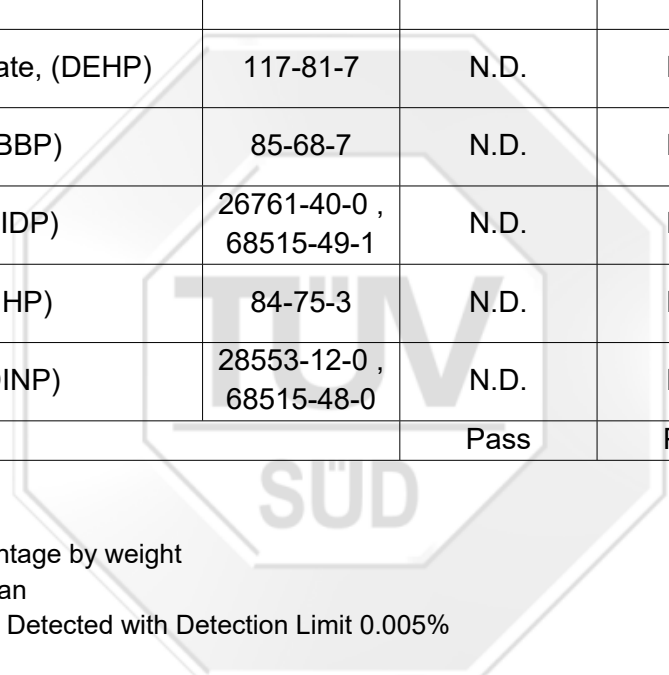 ate, (DEHP) 117-81-7 N.D.
BBP) 85-68-7 N.D.
IDP) 26761-40-0 ,
68515-49-1 N.D.
HP) 84-75-3 N.D.
INP) 28553-12-0 ,
68515-48-0 N.D.
Pass
TÜV
SÜD
ntage by weight
an
Detected with Detection Limit 0.005%